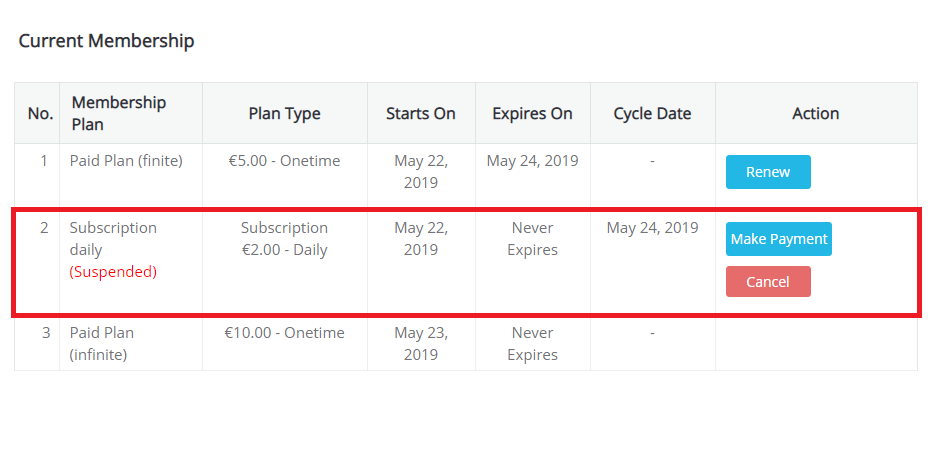 Current Membership
No. Membership Plan Plan Type Starts On Expires On Cycle Date Action
1 Paid Plan (finite) €5.00 - Onetime May 22, 2019 May 24, 2019 - Renew
2 Subscription daily (Suspended) Subscription €2.00 - Daily May 22, 2019 Never Expires May 24, 2019 Make Payment Cancel
3 Paid Plan (infinite) €10.00 - Onetime May 23, 2019 Never Expires -